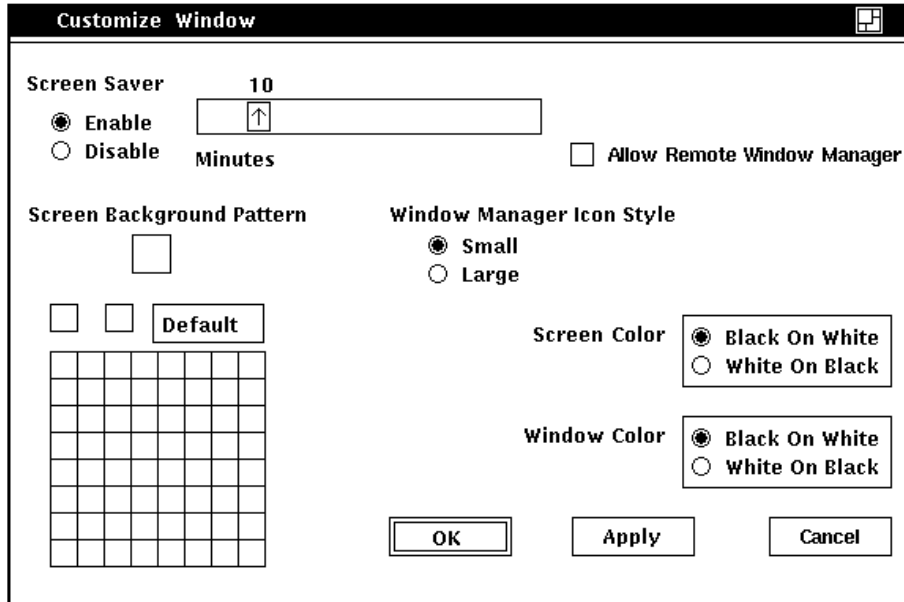 Customize Window
Screen Saver
10
Enable
Disable
Minutes
Allow Remote Window Manager
Screen Background Pattern
Window Manager Icon Style
Small
Large
Default
Screen Color
Black On White
White On Black
Window Color
Black On White
White On Black
OK
Apply
Cancel